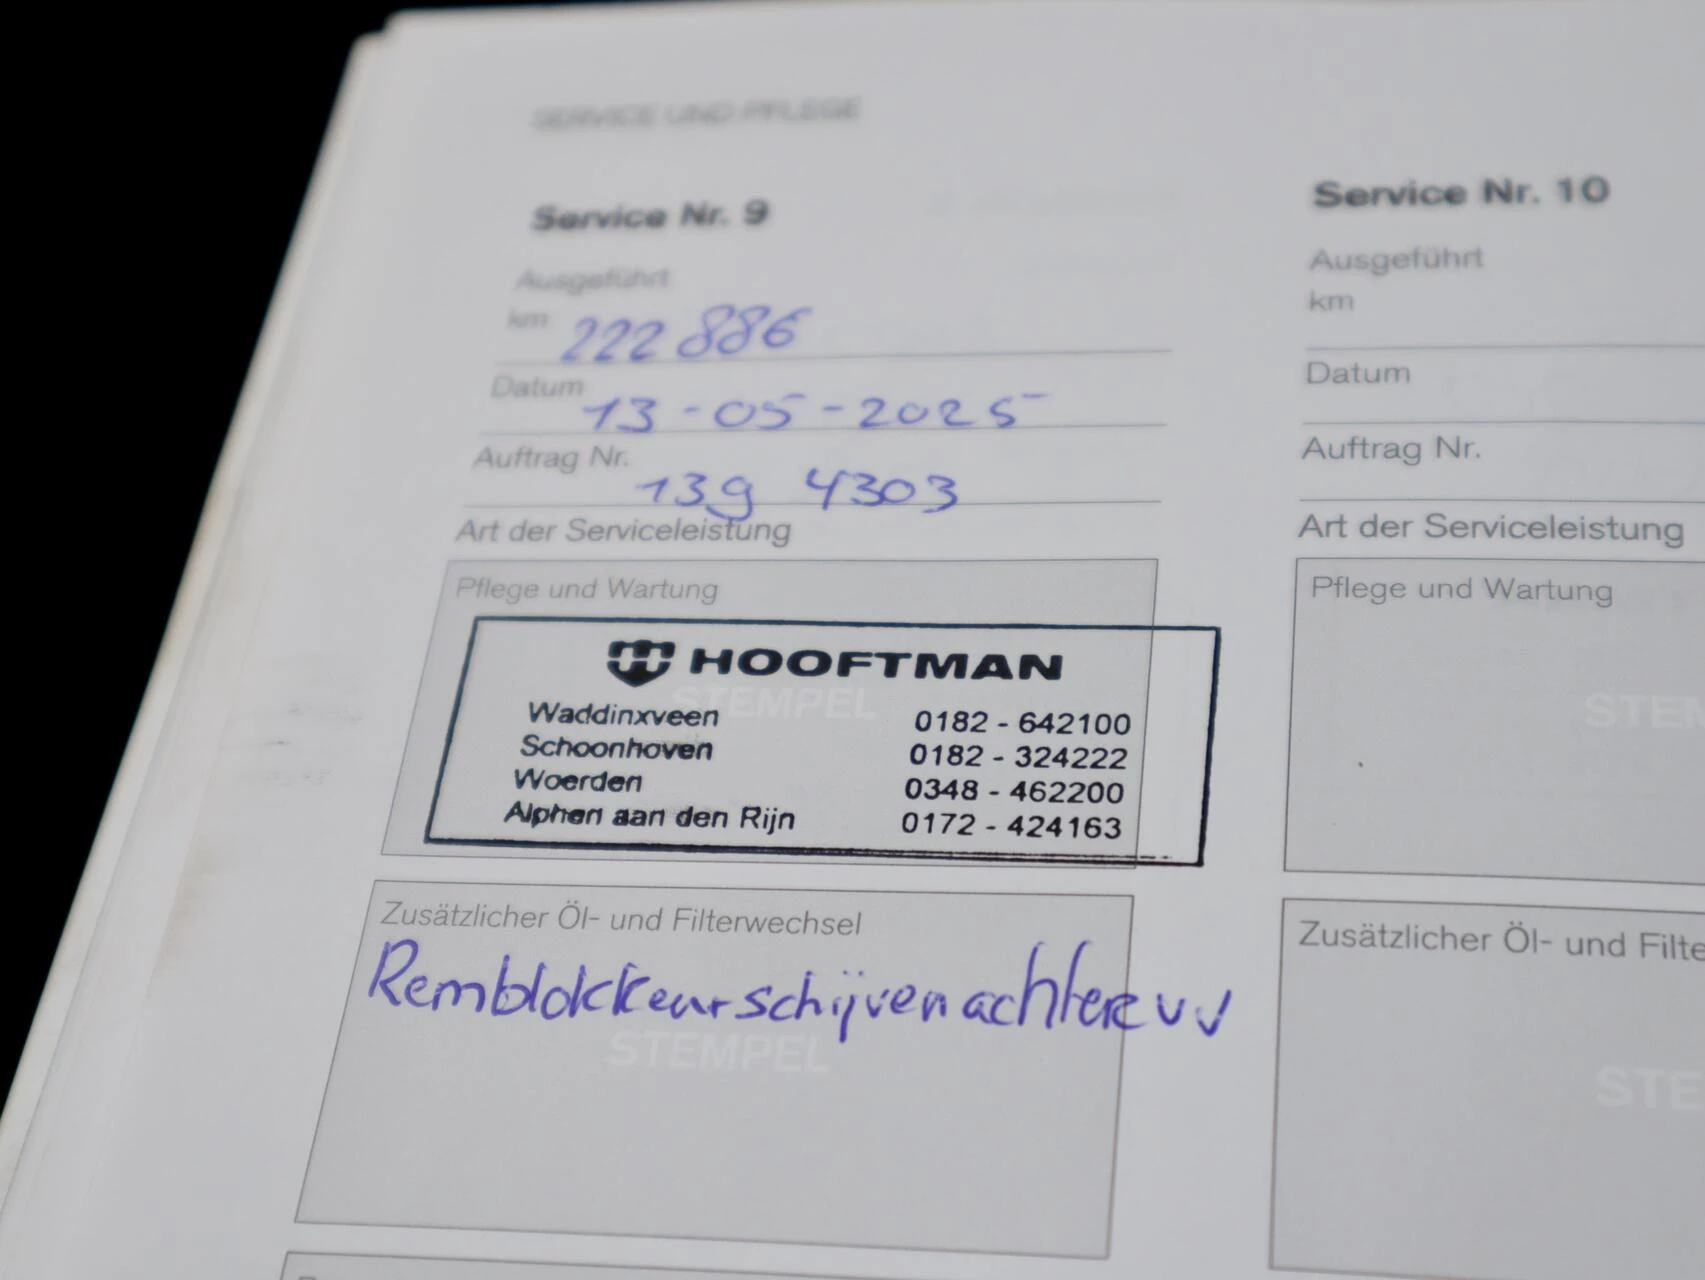 SERVICE UND PFLEGE
Service Nr. 9
Ausgeführt
km 222 886
Datum 13-05-2025
Auftrag Nr. 139 4303
Art der Serviceleistung
Pflege und Wartung
STEMPEL
HOOFTMAN
Waddinxveen 0182 - 642100
Schoonhoven 0182 - 324222
Woerden 0348 - 462200
Alphen aan den Rijn 0172 - 424163
Zusätzlicher Öl- und Filterwechsel
Remblokken schijven achter vv
STEMPEL
Service Nr. 10
Ausgeführt
km
Datum
Auftrag Nr.
Art der Serviceleistung
Pflege und Wartung
STE
Zusätzlicher Öl- und Filte
STE